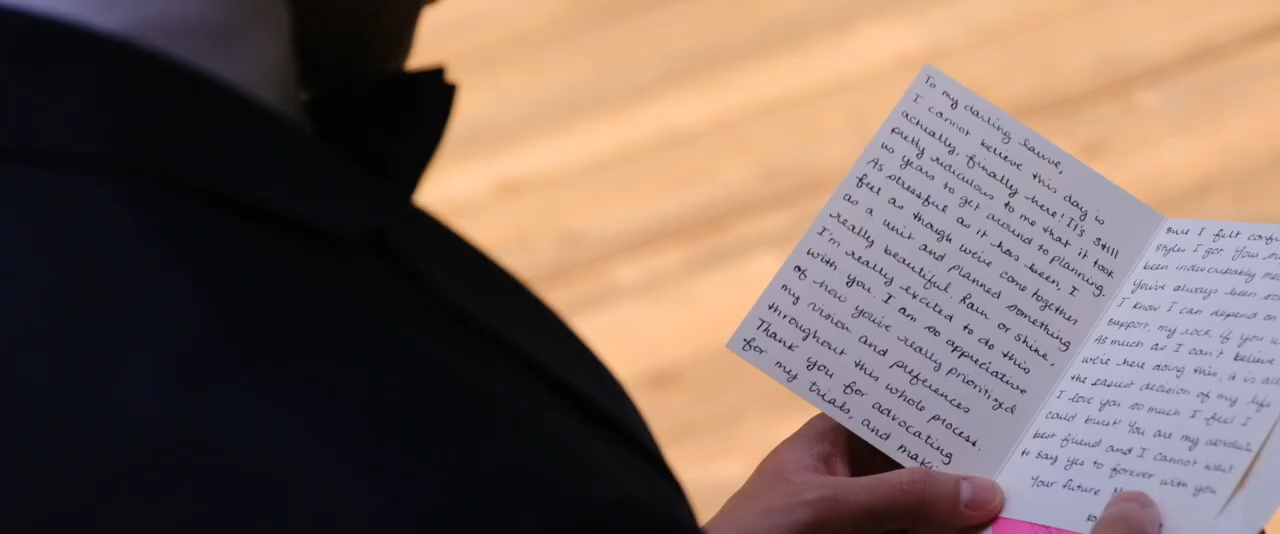 To my darling
I cannot believe this day is
actually, finally here! It's still
pretty ridiculous to me that it took
us years to get around to planning.
As stressful as it has been, I
feel as though we've come together
as a unit and planned something
really beautiful. Rain or shine,
I'm really excited to do this
with you. I am so appreciative
of how you've really prioritized
my vision and preferences
throughout this whole process.
Thank you for advocating
for my trials, and
sure I felt
styles I got. Your
been indescribably
You've always been
I know I can depend on
support, my rock, if you
As much as I can't believe
we're here doing this, it is
the easiest decision of my life
I love you so much I feel I
could burst! You are my absolute
best friend and I cannot wait
to say yes to forever with you
Your future